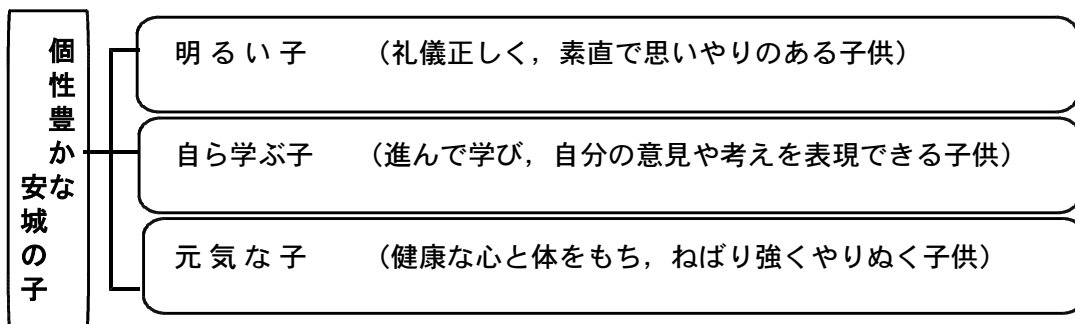 個性豊かな
安城の子
明るい子 （礼儀正しく，素直で思いやりのある子供）
自ら学ぶ子 （進んで学び，自分の意見や考えを表現できる子供）
元気な子 （健康な心と体をもち，ねばり強くやりぬく子供）